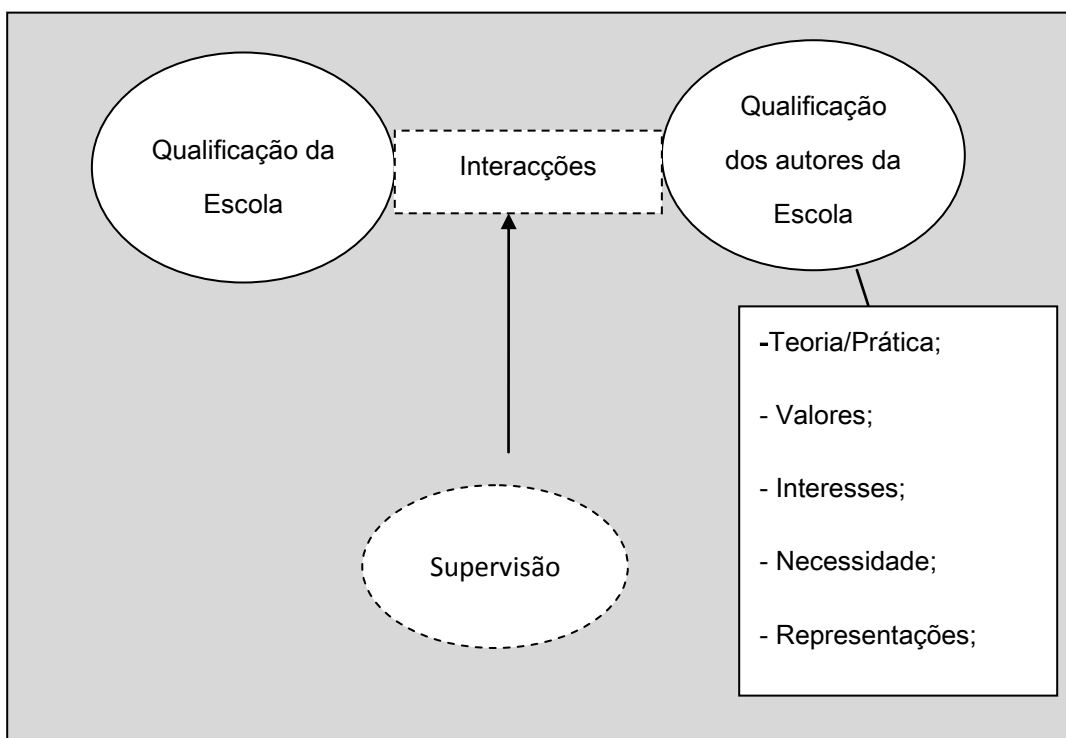 Qualificação da
Escola
Interacções
Qualificação
dos autores da
Escola
-Teoria/Prática;
- Valores;
- Interesses;
- Necessidade;
- Representações;
Supervisão